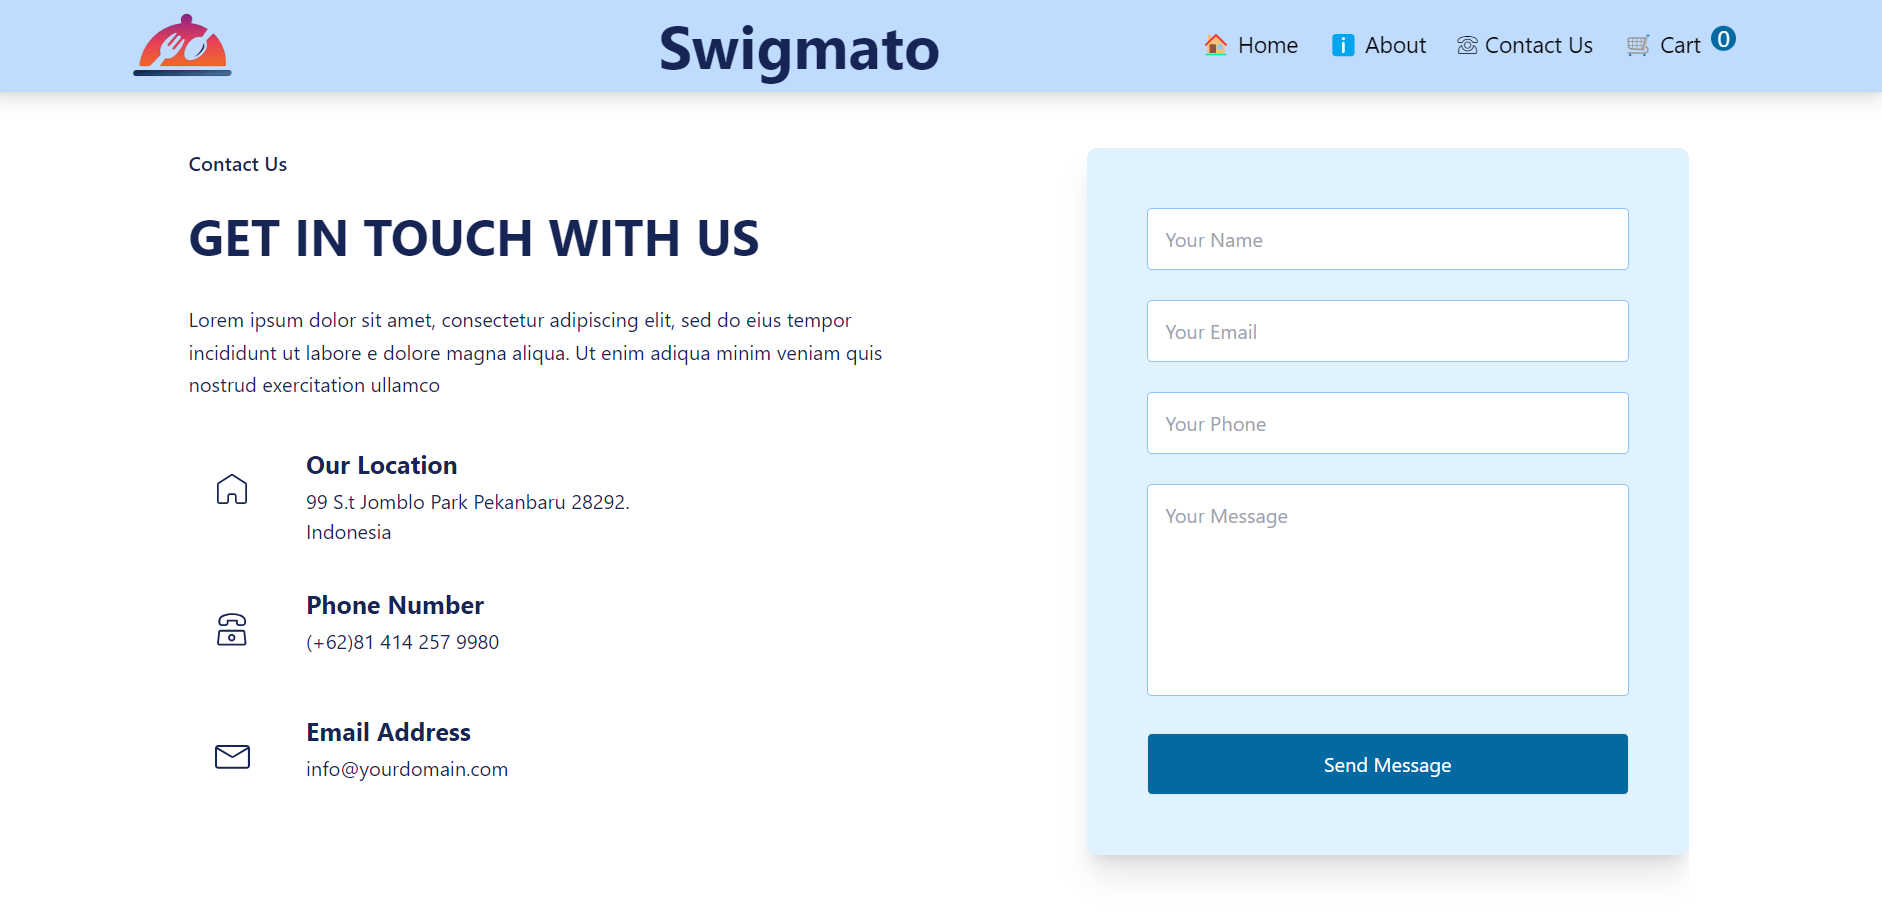 Swigmato
Home
About
Contact Us
Cart
0
Contact Us
GET IN TOUCH WITH US
Lorem ipsum dolor sit amet, consectetur adipiscing elit, sed do eius tempor
incididunt ut labore e dolore magna aliqua. Ut enim adiqua minim veniam quis
nostrud exercitation ullamco
Our Location
99 S.t Jomblo Park Pekanbaru 28292.
Indonesia
Phone Number
(+62)81 414 257 9980
Email Address
info@yourdomain.com
Your Name
Your Email
Your Phone
Your Message
Send Message